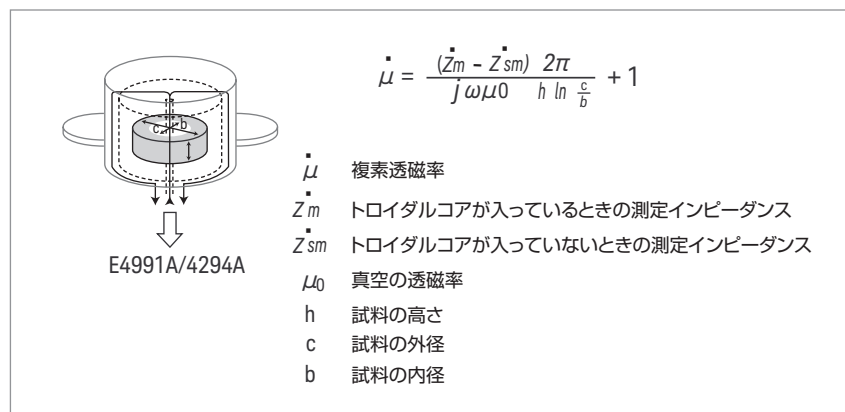 μ̇ = (Żm - Żsm) 2π / jωμ0 h ln c/b + 1
c b
μ̇ 複素透磁率
Żm トロイダルコアが入っているときの測定インピーダンス
Żsm トロイダルコアが入っていないときの測定インピーダンス
E4991A/4294A
μ0 真空の透磁率
h 試料の高さ
c 試料の外径
b 試料の内径